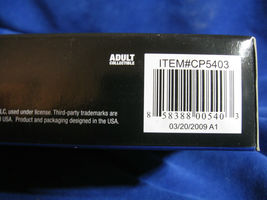 ADULT
COLLECTIBLE
LLC, used under license. Third-party trademarks are
USA. Product and packaging designed in the USA.
ITEM#CP5403
8 58388 00540 3
03/20/2009 A1